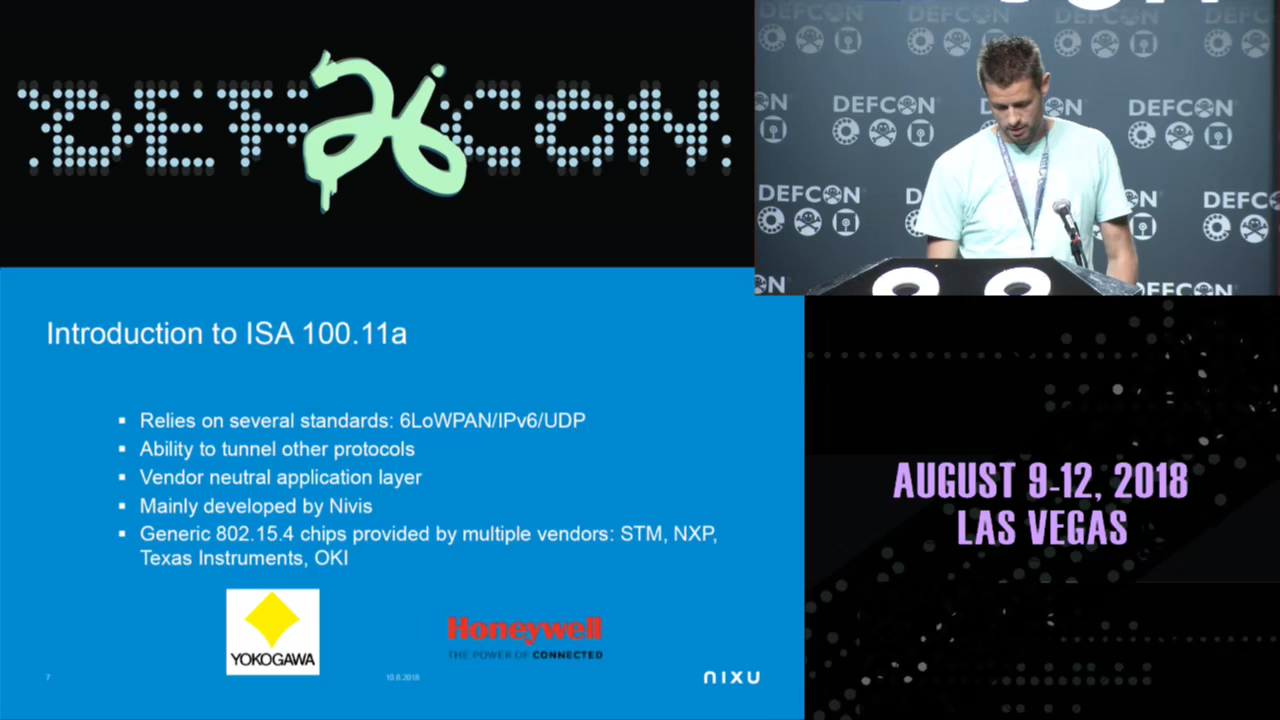 DEF CON 26
Introduction to ISA 100.11a
Relies on several standards: 6LoWPAN/IPv6/UDP
Ability to tunnel other protocols
Vendor neutral application layer
Mainly developed by Nivis
Generic 802.15.4 chips provided by multiple vendors: STM, NXP,
Texas Instruments, OKI
YOKOGAWA
Honeywell
THE POWER OF CONNECTED
7
10.8.2018
nixu
DEFCON
DEFCON
DEFCON
DEFCON
DEFCON
DEFCON
AUGUST 9-12, 2018
LAS VEGAS